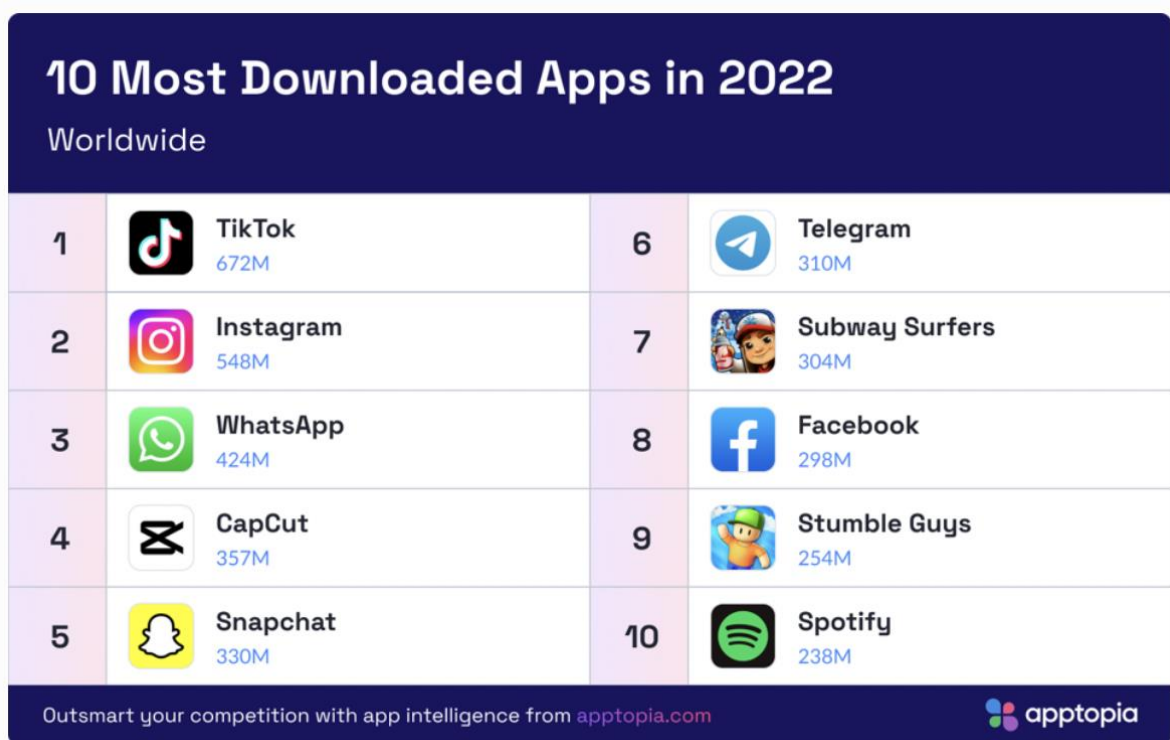 10 Most Downloaded Apps in 2022
Worldwide
1
TikTok
672M
2
Instagram
548M
3
WhatsApp
424M
4
CapCut
357M
5
Snapchat
330M
6
Telegram
310M
7
Subway Surfers
304M
8
Facebook
298M
9
Stumble Guys
254M
10
Spotify
238M
Outsmart your competition with app intelligence from apptopia.com
apptopia